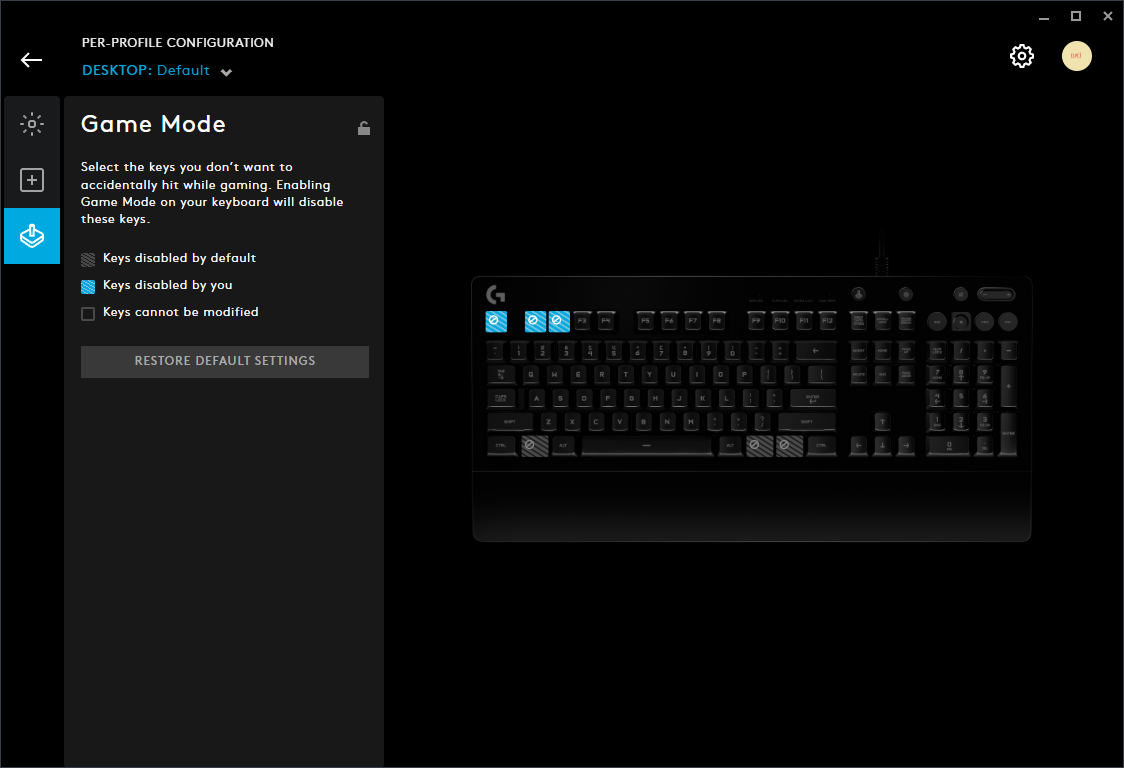 PER-PROFILE CONFIGURATION
DESKTOP: Default
Game Mode
Select the keys you don't want to
accidentally hit while gaming. Enabling
Game Mode on your keyboard will disable
these keys.
Keys disabled by default
Keys disabled by you
Keys cannot be modified
RESTORE DEFAULT SETTINGS
F3 F4 F5 F6 F7 F8 F9 F10 F11 F12
1 2 3 4 5 6 7 8 9 0
Q W E R T Y U I O P
A S D F G H J K L ENTER
SHIFT Z X C V B N M SHIFT
CTRL ALT ALT CTRL